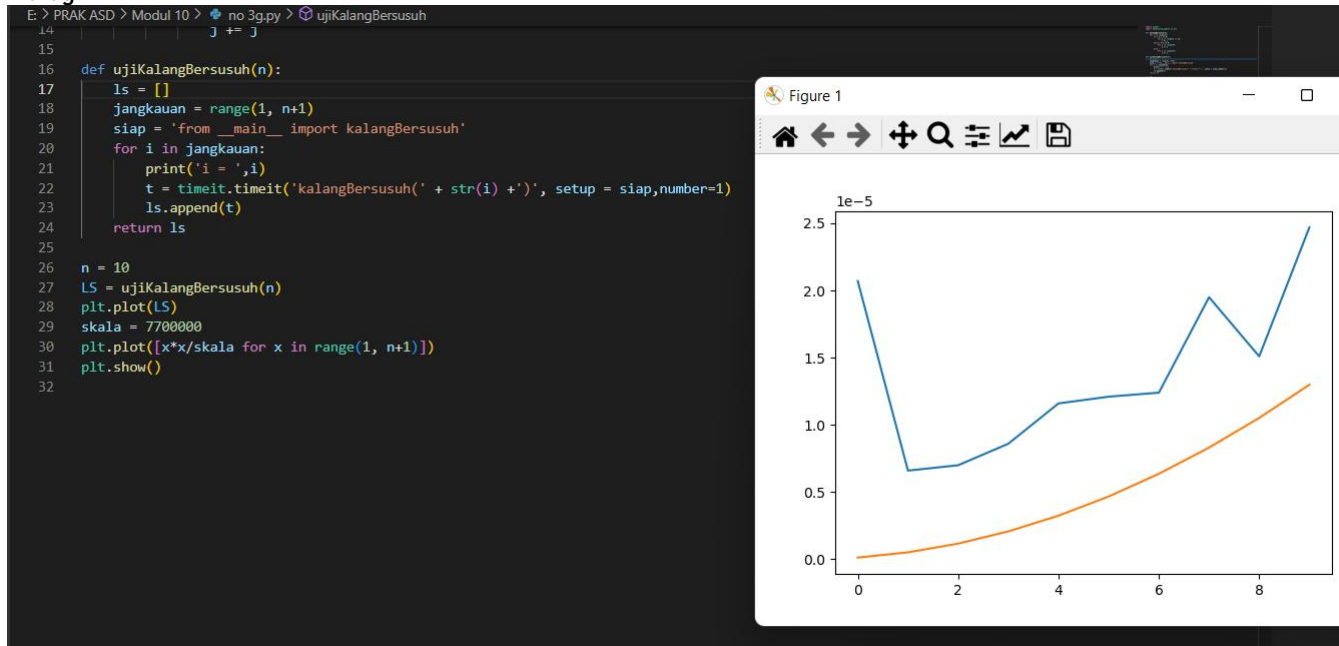 E: > PRAK ASD > Modul 10 > no 3g.py > ujiKalangBersusuh
14 j += j
15
16 def ujiKalangBersusuh(n):
17 ls = []
18 jangkauan = range(1, n+1)
19 siap = 'from __main__ import kalangBersusuh'
20 for i in jangkauan:
21 print('i = ',i)
22 t = timeit.timeit('kalangBersusuh(' + str(i) +')', setup = siap,number=1)
23 ls.append(t)
24 return ls
25
26 n = 10
27 LS = ujiKalangBersusuh(n)
28 plt.plot(LS)
29 skala = 7700000
30 plt.plot([x*x/skala for x in range(1, n+1)])
31 plt.show()
32
Figure 1
1e−5
2.5
2.0
1.5
1.0
0.5
0.0
0 2 4 6 8